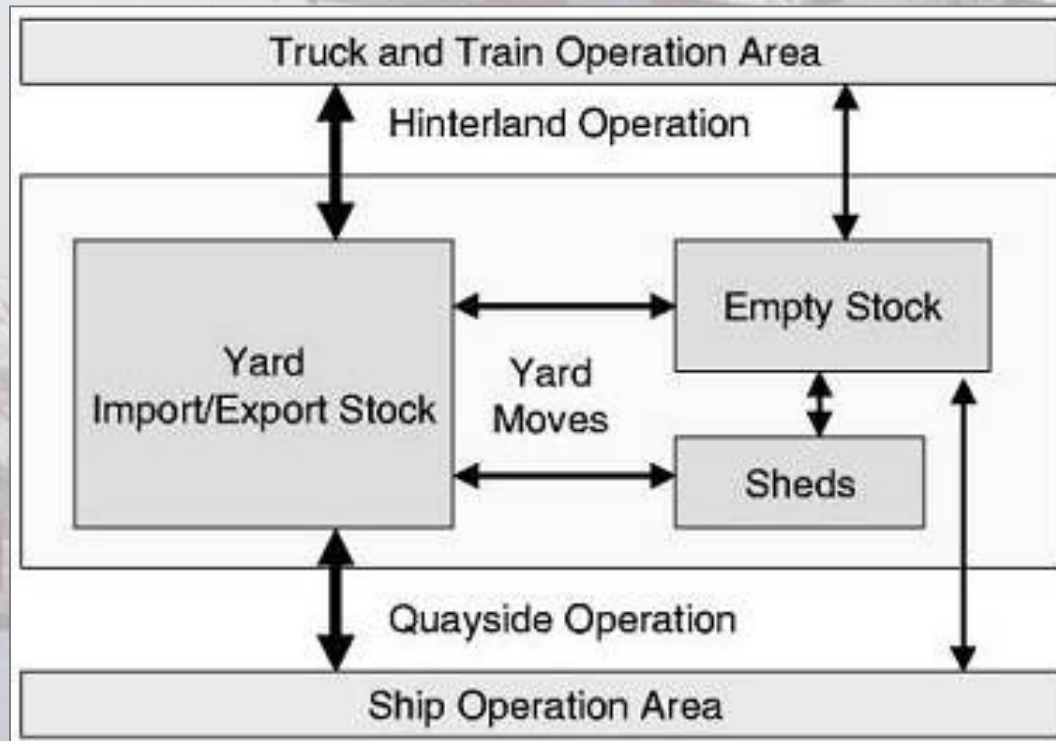 Truck and Train Operation Area
Hinterland Operation
Yard
Import/Export Stock
Empty Stock
Yard
Moves
Sheds
Quayside Operation
Ship Operation Area